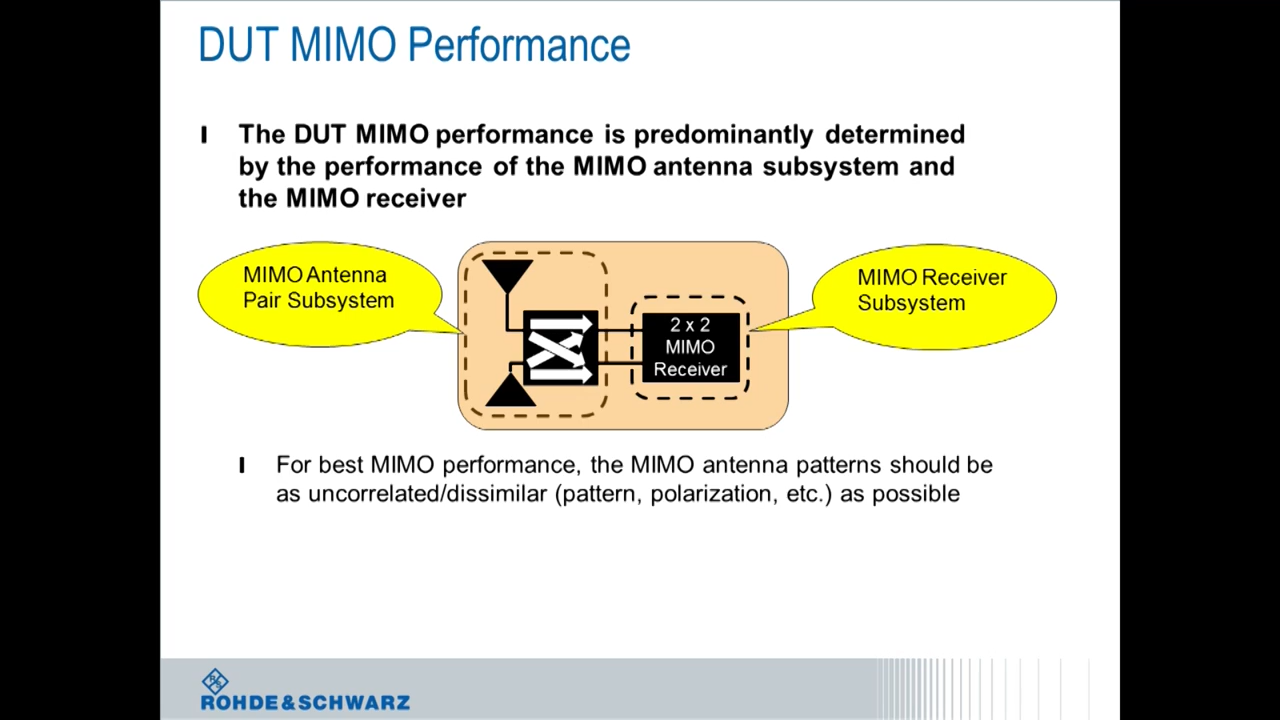 DUT MIMO Performance
The DUT MIMO performance is predominantly determined
by the performance of the MIMO antenna subsystem and
the MIMO receiver
MIMO Antenna
Pair Subsystem
MIMO Receiver
Subsystem
2 x 2
MIMO
Receiver
For best MIMO performance, the MIMO antenna patterns should be
as uncorrelated/dissimilar (pattern, polarization, etc.) as possible
R&S
ROHDE&SCHWARZ